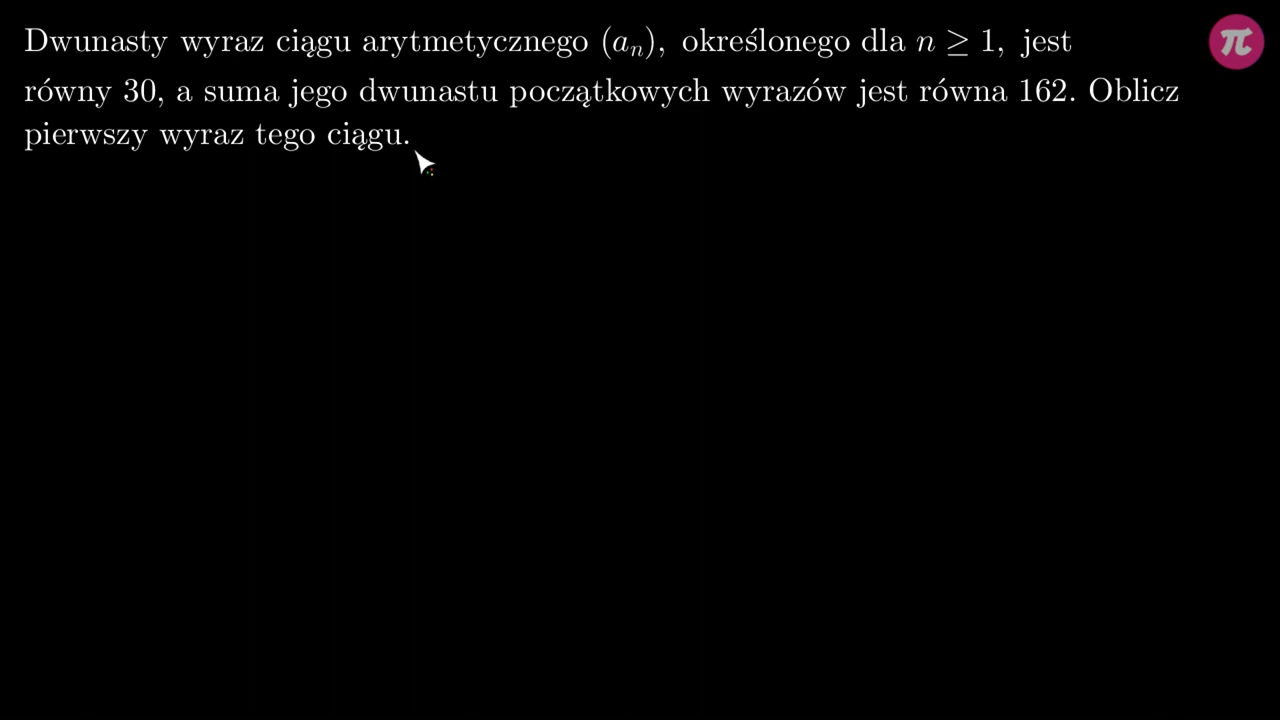 Dwunasty wyraz ciągu arytmetycznego (aₙ), określonego dla n ≥ 1, jest
równy 30, a suma jego dwunastu początkowych wyrazów jest równa 162. Oblicz
pierwszy wyraz tego ciągu.
π